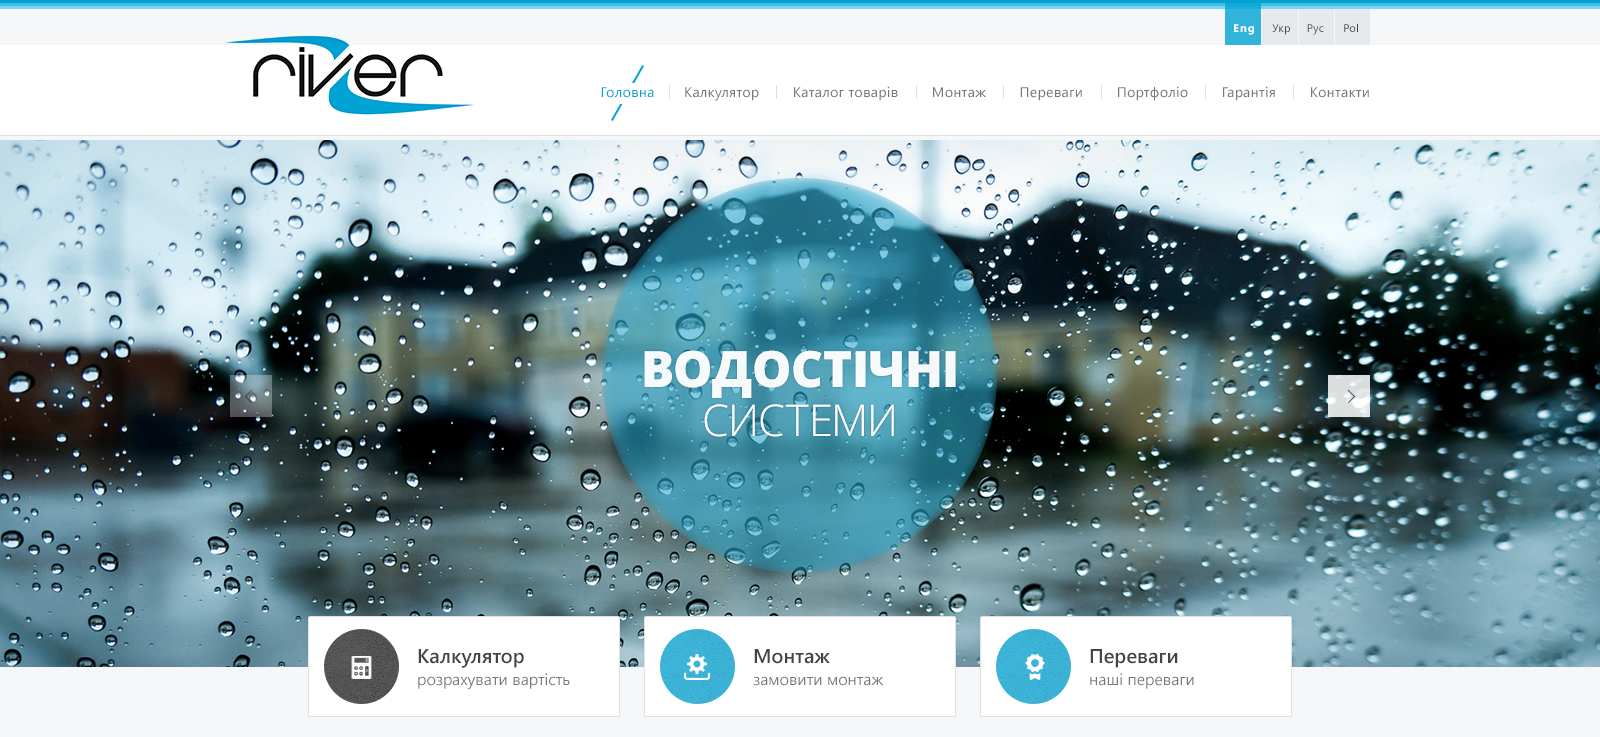 Eng Укр Рус Pol
river
Головна Калкулятор Каталог товарів Монтаж Переваги Портфоліо Гарантія Контакти
ВОДОСТІЧНІ
СИСТЕМИ
Калкулятор
розрахувати вартість
Монтаж
замовити монтаж
Переваги
наші переваги